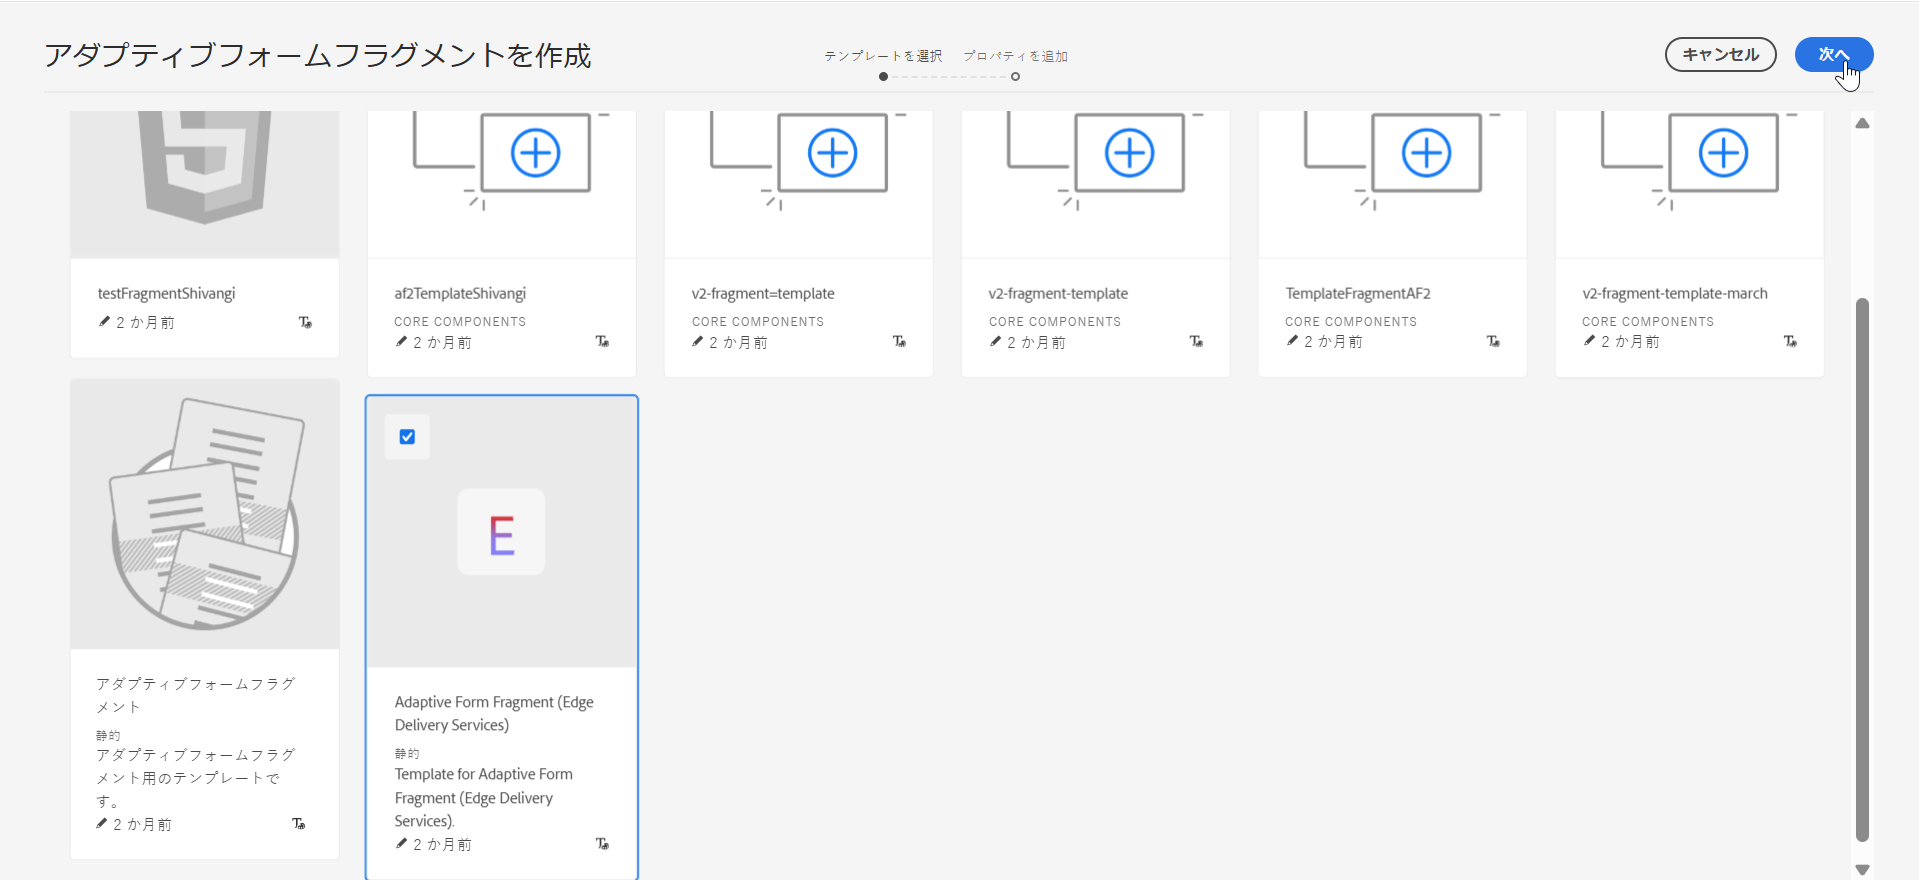 アダプティブフォームフラグメントを作成
テンプレートを選択 プロパティを追加
キャンセル
次へ
testFragmentShivangi
2 か月前
af2TemplateShivangi
CORE COMPONENTS
2 か月前
v2-fragment=template
CORE COMPONENTS
2 か月前
v2-fragment-template
CORE COMPONENTS
2 か月前
TemplateFragmentAF2
CORE COMPONENTS
2 か月前
v2-fragment-template-march
CORE COMPONENTS
2 か月前
アダプティブフォームフラグ
メント
静的
アダプティブフォームフラグ
メント用のテンプレートで
す。
2 か月前
E
Adaptive Form Fragment (Edge
Delivery Services)
静的
Template for Adaptive Form
Fragment (Edge Delivery
Services).
2 か月前